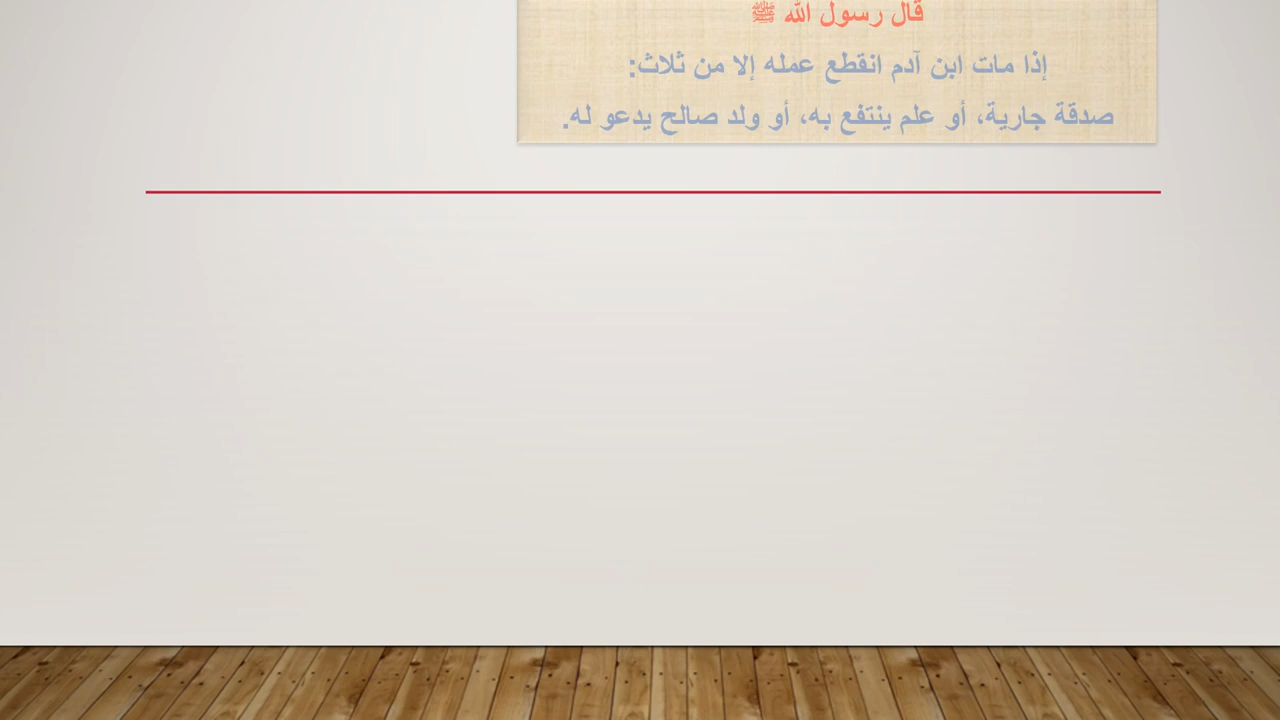 قال رسول الله ﷺ
إذا مات ابن آدم انقطع عمله إلا من ثلاث:
صدقة جارية، أو علم ينتفع به، أو ولد صالح يدعو له.